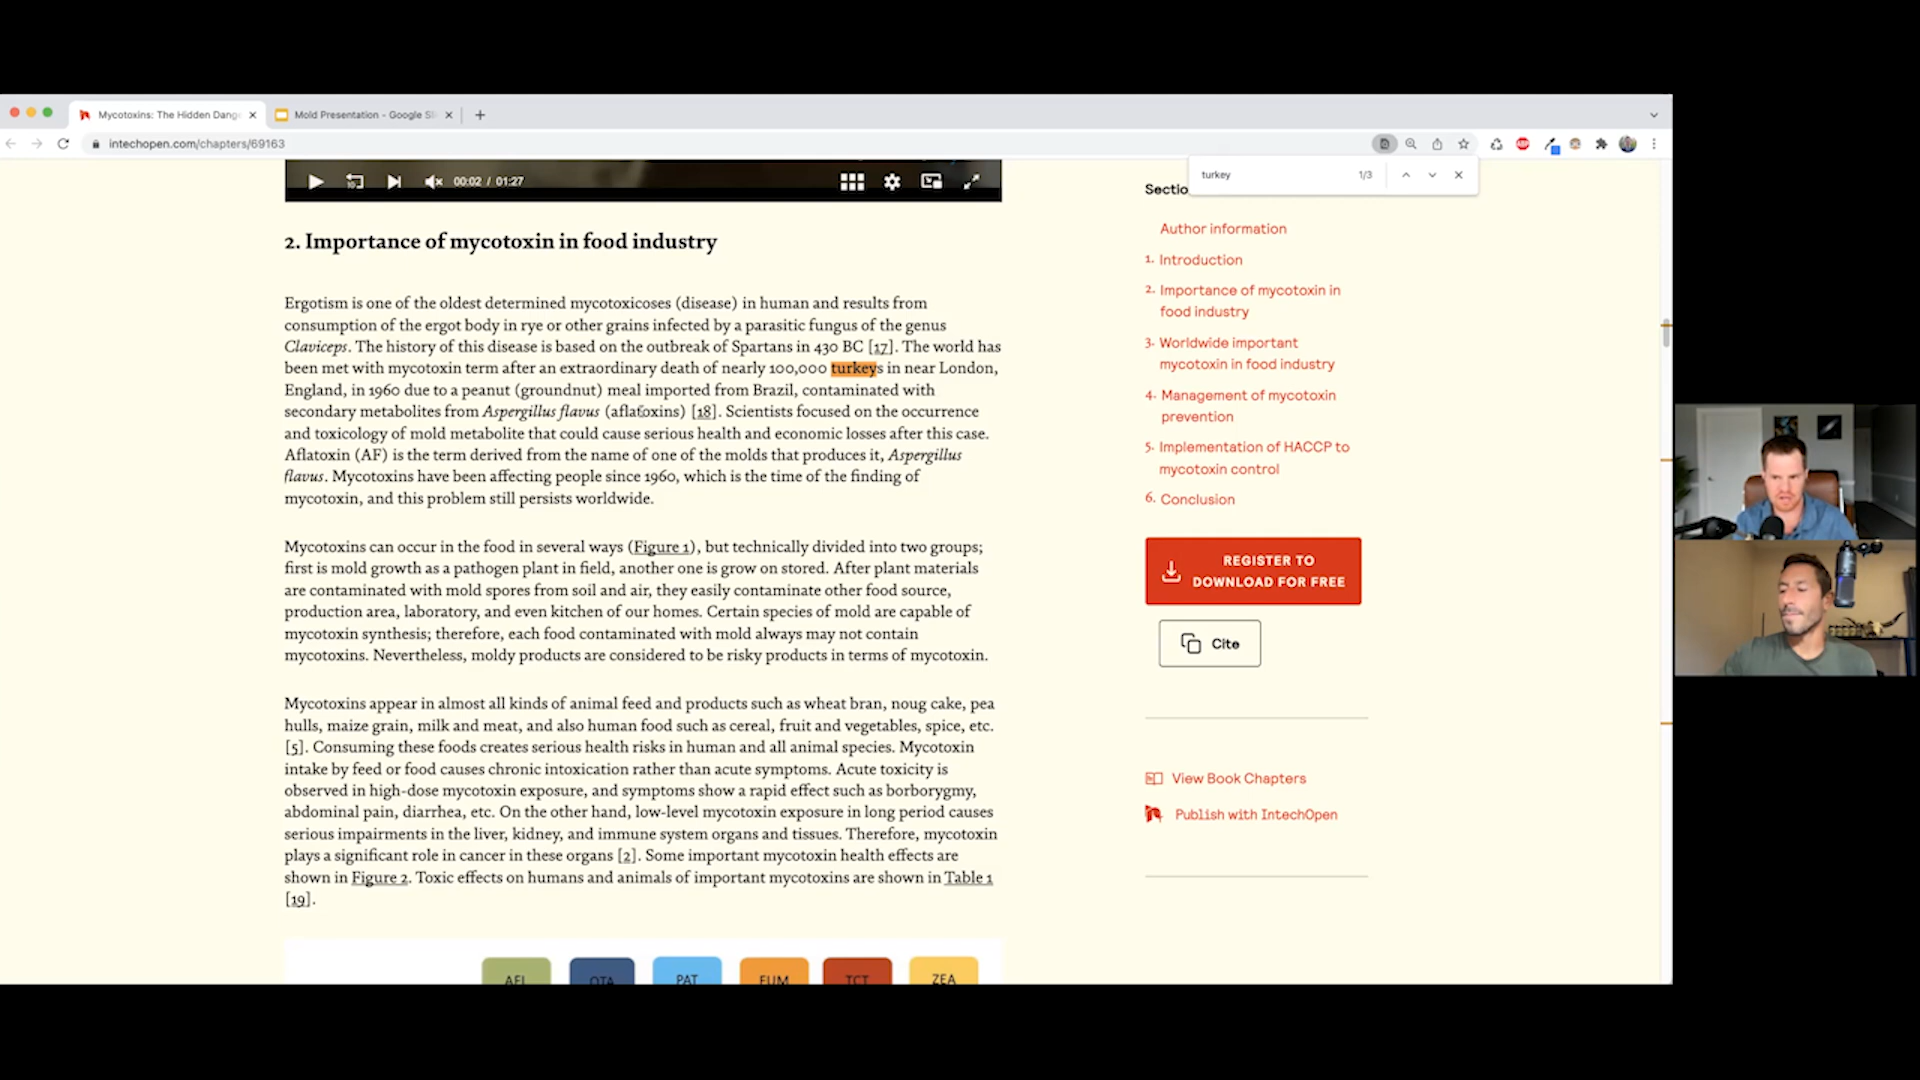 Mycotoxins: The Hidden Dange
Mold Presentation - Google Sl
intechopen.com/chapters/69163
turkey
1/3
00:02 / 01:27
2. Importance of mycotoxin in food industry
Ergotism is one of the oldest determined mycotoxicoses (disease) in human and results from
consumption of the ergot body in rye or other grains infected by a parasitic fungus of the genus
Claviceps. The history of this disease is based on the outbreak of Spartans in 430 BC [17]. The world has
been met with mycotoxin term after an extraordinary death of nearly 100,000 turkeys in near London,
England, in 1960 due to a peanut (groundnut) meal imported from Brazil, contaminated with
secondary metabolites from Aspergillus flavus (aflatoxins) [18]. Scientists focused on the occurrence
and toxicology of mold metabolite that could cause serious health and economic losses after this case.
Aflatoxin (AF) is the term derived from the name of one of the molds that produces it, Aspergillus
flavus. Mycotoxins have been affecting people since 1960, which is the time of the finding of
mycotoxin, and this problem still persists worldwide.
Mycotoxins can occur in the food in several ways (Figure 1), but technically divided into two groups;
first is mold growth as a pathogen plant in field, another one is grow on stored. After plant materials
are contaminated with mold spores from soil and air, they easily contaminate other food source,
production area, laboratory, and even kitchen of our homes. Certain species of mold are capable of
mycotoxin synthesis; therefore, each food contaminated with mold always may not contain
mycotoxins. Nevertheless, moldy products are considered to be risky products in terms of mycotoxin.
Mycotoxins appear in almost all kinds of animal feed and products such as wheat bran, noug cake, pea
hulls, maize grain, milk and meat, and also human food such as cereal, fruit and vegetables, spice, etc.
[5]. Consuming these foods creates serious health risks in human and all animal species. Mycotoxin
intake by feed or food causes chronic intoxication rather than acute symptoms. Acute toxicity is
observed in high-dose mycotoxin exposure, and symptoms show a rapid effect such as borborygmy,
abdominal pain, diarrhea, etc. On the other hand, low-level mycotoxin exposure in long period causes
serious impairments in the liver, kidney, and immune system organs and tissues. Therefore, mycotoxin
plays a significant role in cancer in these organs [2]. Some important mycotoxin health effects are
shown in Figure 2. Toxic effects on humans and animals of important mycotoxins are shown in Table 1
[19].
AFL OTA PAT FUM TCT ZEA
Sectio
Author information
1. Introduction
2. Importance of mycotoxin in
food industry
3. Worldwide important
mycotoxin in food industry
4. Management of mycotoxin
prevention
5. Implementation of HACCP to
mycotoxin control
6. Conclusion
REGISTER TO
DOWNLOAD FOR FREE
Cite
View Book Chapters
Publish with IntechOpen